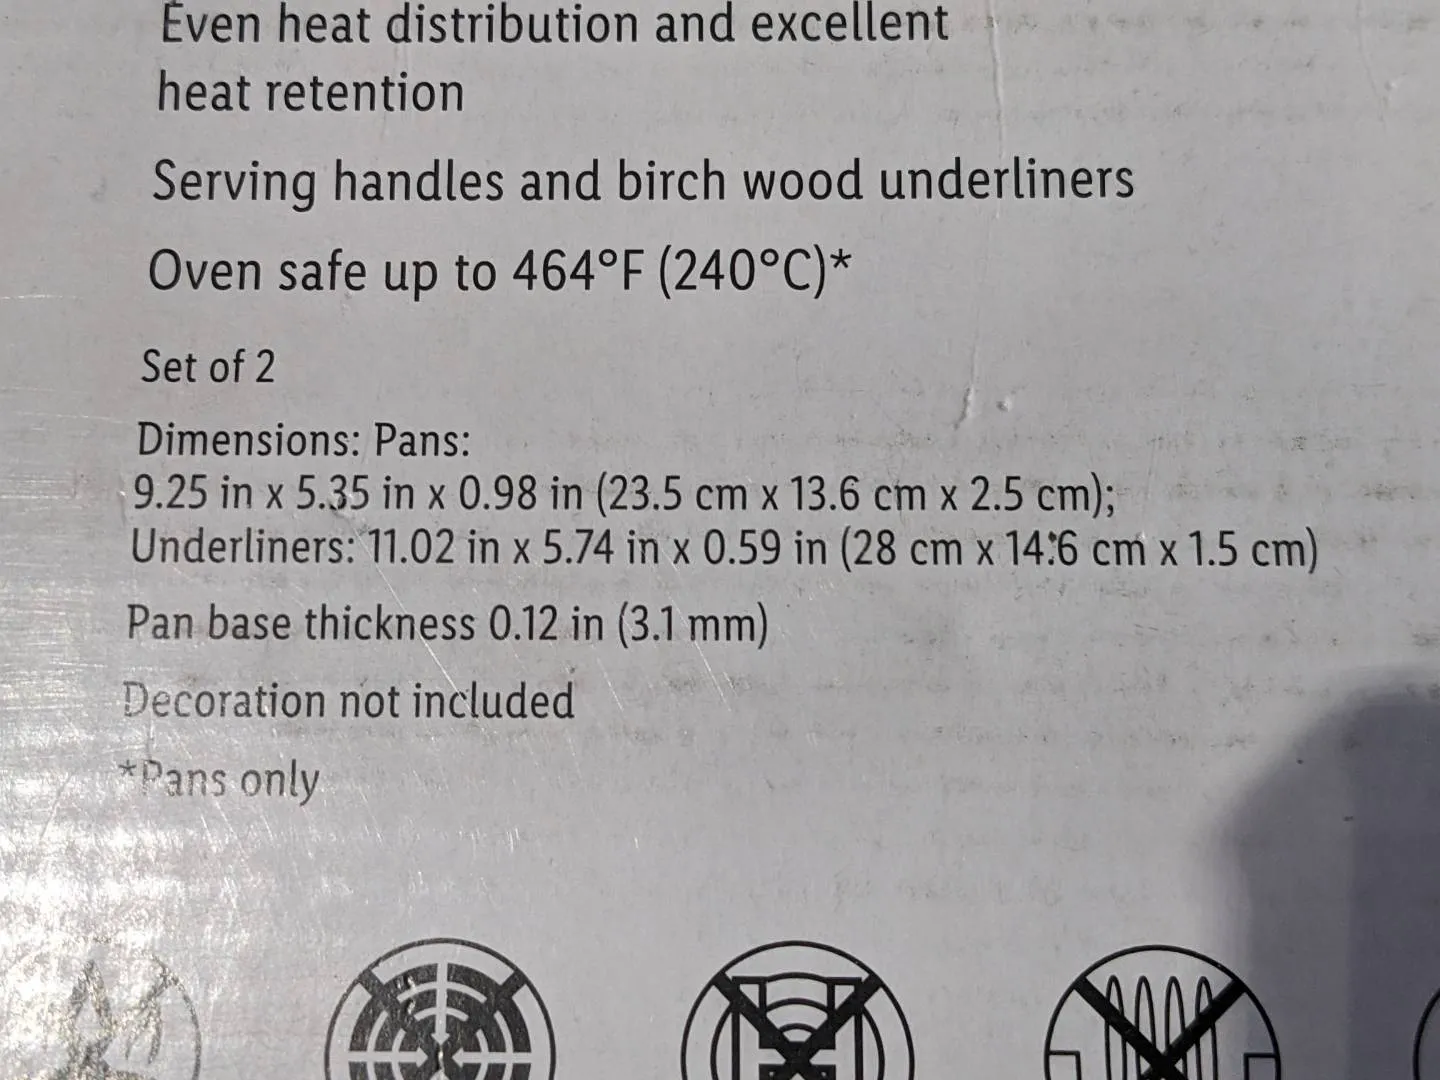 Even heat distribution and excellent
heat retention
Serving handles and birch wood underliners
Oven safe up to 464°F (240°C)*
Set of 2
Dimensions: Pans:
9.25 in x 5.35 in x 0.98 in (23.5 cm x 13.6 cm x 2.5 cm);
Underliners: 11.02 in x 5.74 in x 0.59 in (28 cm x 14.6 cm x 1.5 cm)
Pan base thickness 0.12 in (3.1 mm)
Decoration not included
*Pans only